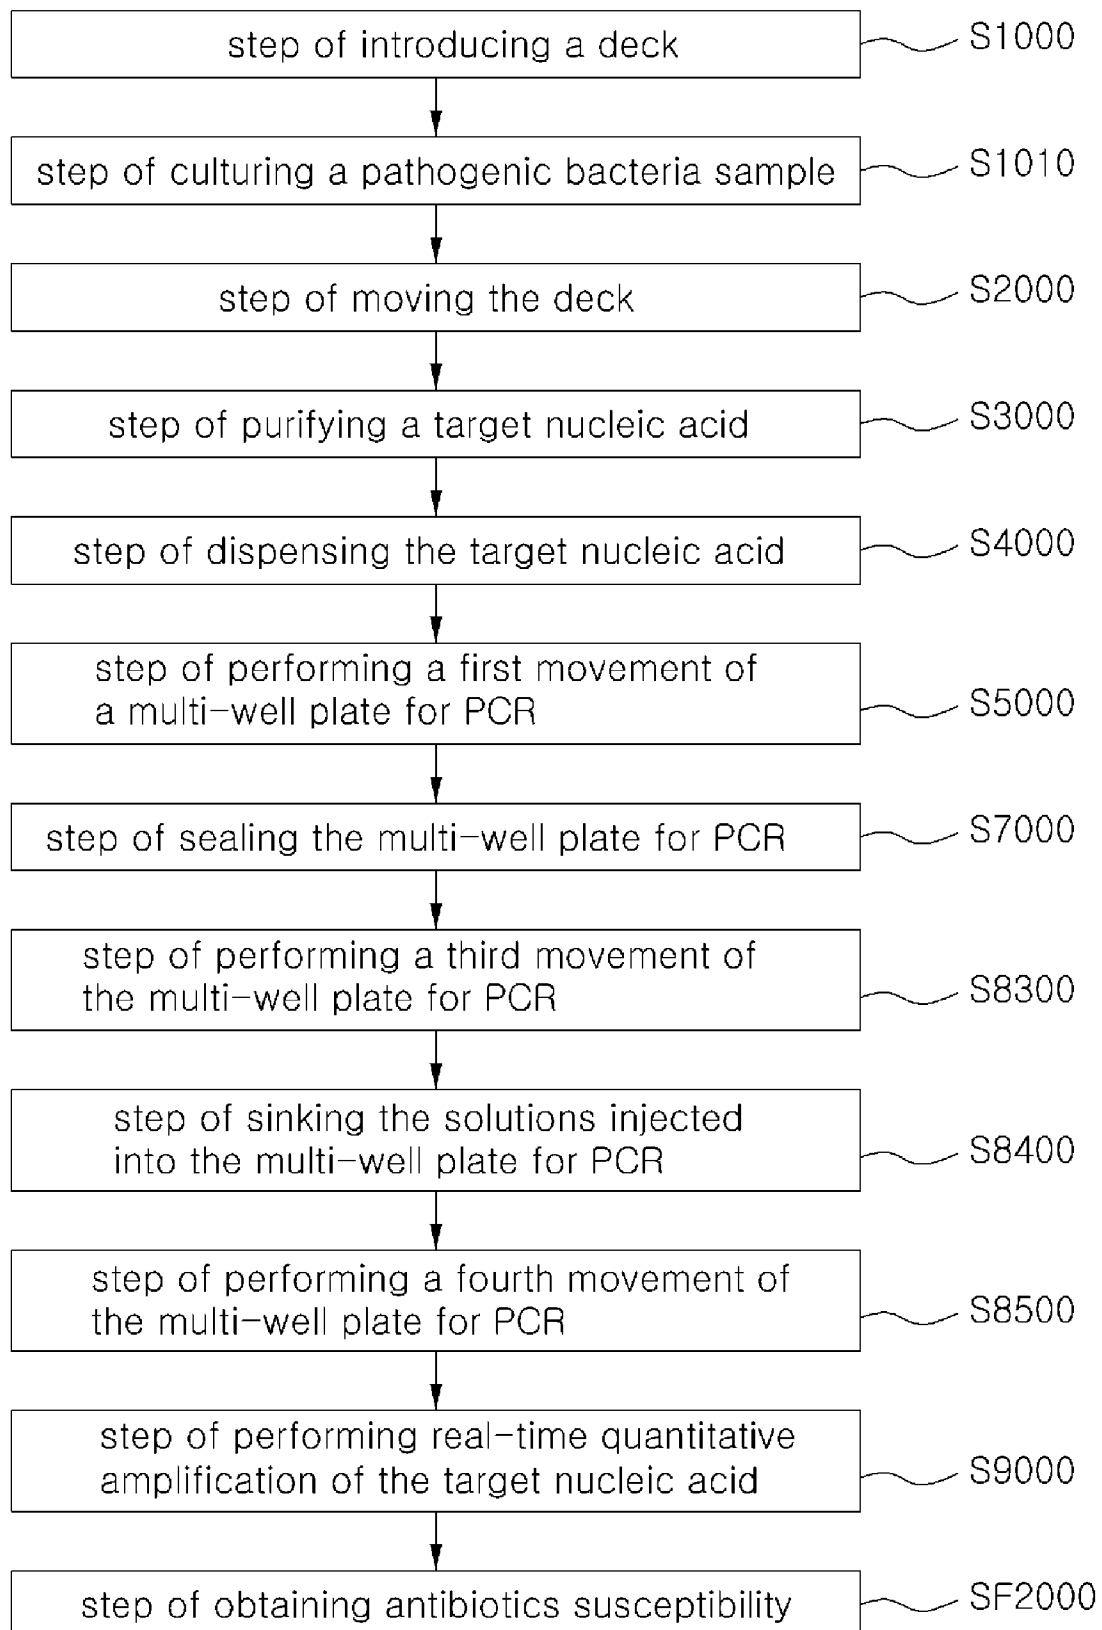 step of introducing a deck
S1000
step of culturing a pathogenic bacteria sample
S1010
step of moving the deck
S2000
step of purifying a target nucleic acid
S3000
step of dispensing the target nucleic acid
S4000
step of performing a first movement of
a multi-well plate for PCR
S5000
step of sealing the multi-well plate for PCR
S7000
step of performing a third movement of
the multi-well plate for PCR
S8300
step of sinking the solutions injected
into the multi-well plate for PCR
S8400
step of performing a fourth movement of
the multi-well plate for PCR
S8500
step of performing real-time quantitative
amplification of the target nucleic acid
S9000
step of obtaining antibiotics susceptibility
SF2000